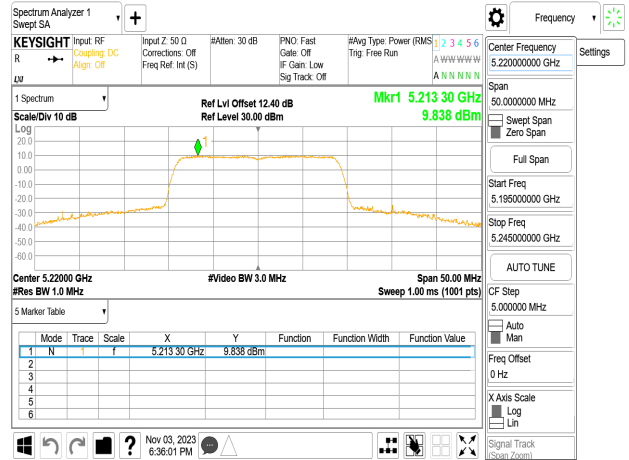 Spectrum Analyzer 1
Swept SA
Frequency
KEYSIGHT
R
LXI
Input: RF
Coupling: DC
Align: Off
Input Z: 50 Ω
Corrections: Off
Freq Ref: Int (S)
#Atten: 30 dB
PNO: Fast
Gate: Off
IF Gain: Low
Sig Track: Off
#Avg Type: Power (RMS
Trig: Free Run
1 2 3 4 5 6
A W W W W W
A N N N N N
1 Spectrum
Scale/Div 10 dB
Ref Lvl Offset 12.40 dB
Ref Level 30.00 dBm
Mkr1 5.213 30 GHz
9.838 dBm
Log
20.0
10.0
0.00
-10.0
-20.0
-30.0
-40.0
-50.0
-60.0
1
Center 5.22000 GHz
#Res BW 1.0 MHz
#Video BW 3.0 MHz
Span 50.00 MHz
Sweep 1.00 ms (1001 pts)
5 Marker Table
Mode Trace Scale X Y Function Function Width Function Value
1 N 1 f 5.213 30 GHz 9.838 dBm
2
3
4
5
6
Nov 03, 2023
6:36:01 PM
?
Center Frequency
5.220000000 GHz
Settings
Span
50.0000000 MHz
Swept Span
Zero Span
Full Span
Start Freq
5.195000000 GHz
Stop Freq
5.245000000 GHz
AUTO TUNE
CF Step
5.000000 MHz
Auto
Man
Freq Offset
0 Hz
X Axis Scale
Log
Lin
Signal Track
(Span Zoom)